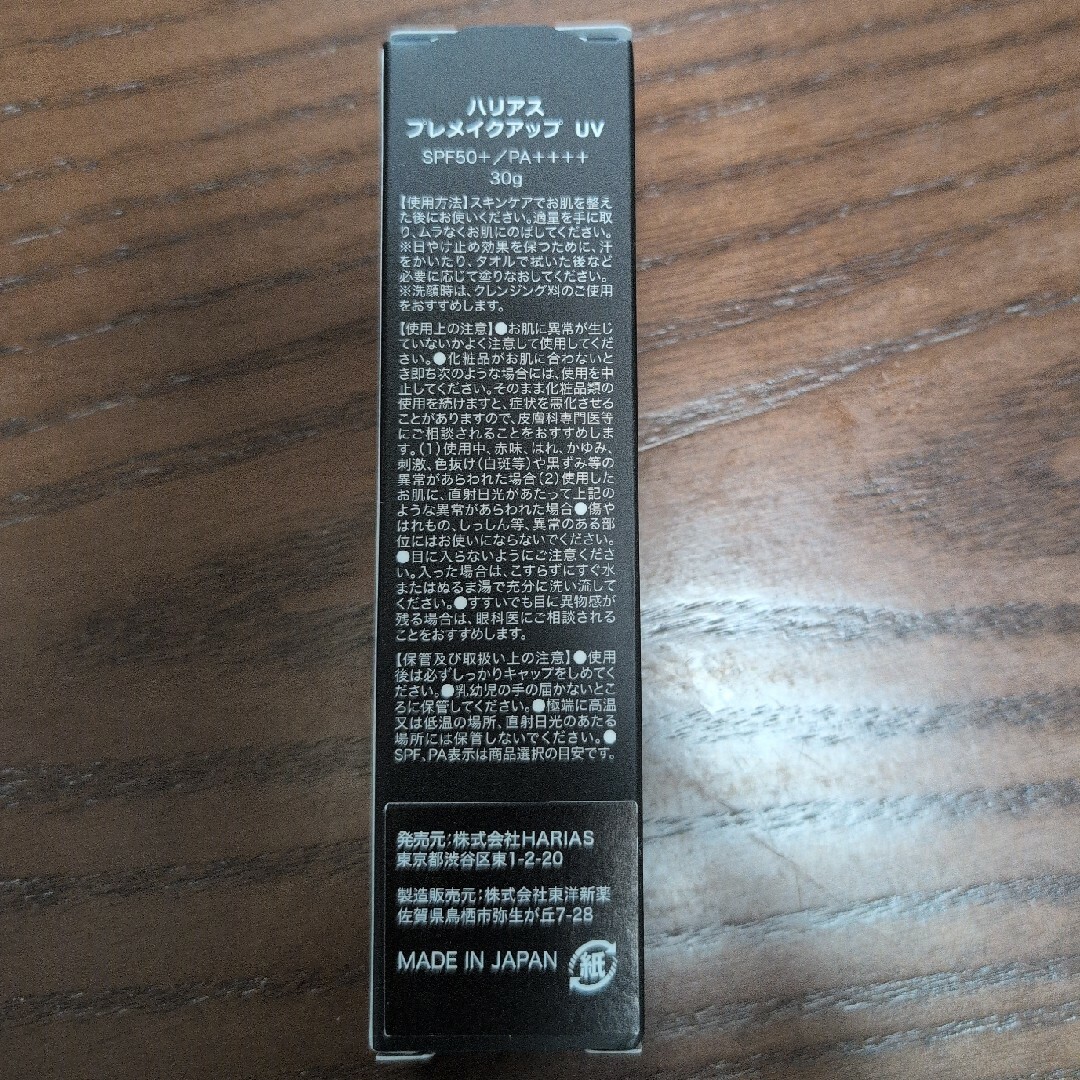 ハリアス
プレメイクアップ UV
SPF50+／PA++++
30g
【使用方法】スキンケアでお肌を整え
た後にお使いください。適量を手に取
り、ムラなくお肌にのばしてください。
※日やけ止め効果を保つために、汗
をかいたり、タオルで拭いた後など
必要に応じて塗りなおしてください。
※洗顔時は、クレンジング料のご使用
をおすすめします。
【使用上の注意】●お肌に異常が生じ
ていないかよく注意して使用してくだ
さい。●化粧品がお肌に合わないと
き即ち次のような場合には、使用を中
止してください。そのまま化粧品類の
使用を続けますと、症状を悪化させる
ことがありますので、皮膚科専門医等
にご相談されることをおすすめしま
す。(1)使用中、赤味、はれ、かゆみ、
刺激、色抜け(白斑等)や黒ずみ等の
異常があらわれた場合(2)使用した
お肌に、直射日光があたって上記の
ような異常があらわれた場合●傷や
はれもの、しっしん等、異常のある部
位にはお使いにならないでください。
●目に入らないようにご注意くださ
い。入った場合は、こすらずにすぐ水
またはぬるま湯で充分に洗い流して
ください。●すすいでも目に異物感が
残る場合は、眼科医にご相談される
ことをおすすめします。
【保管及び取扱い上の注意】●使用
後は必ずしっかりキャップをしめてく
ださい。●乳幼児の手の届かないとこ
ろに保管してください。●極端に高温
又は低温の場所、直射日光のあたる
場所には保管しないでください。●
SPF、PA表示は商品選択の目安です。
発売元:株式会社HARIAS
東京都渋谷区東1-2-20
製造販売元:株式会社東洋新薬
佐賀県鳥栖市弥生が丘7-28
MADE IN JAPAN 紙